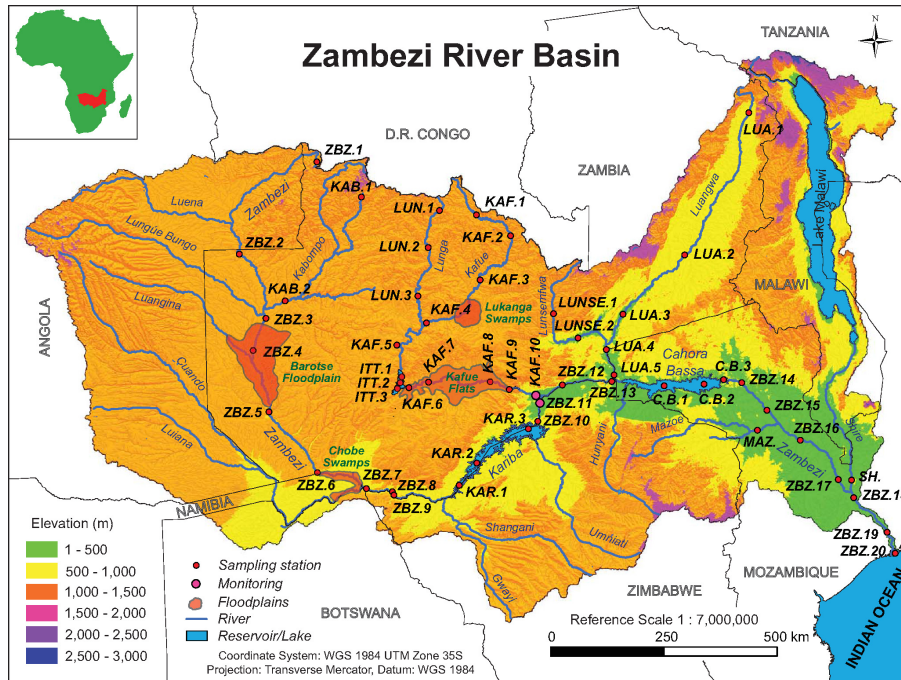 Zambezi River Basin
N
TANZANIA
D.R. CONGO
ZAMBIA
ANGOLA
MALAWI
NAMIBIA
BOTSWANA
ZIMBABWE
MOZAMBIQUE
INDIAN OCEAN
Lake Malawi
ZBZ.1
KAB.1
LUN.1
KAF.1
LUA.1
Luena
Zambezi
Lungúe Bungo
Kabompo
Luangina
Cuando
Luiana
ZBZ.2
LUN.2
Lunga
KAF.2
Kafue
KAF.3
Luangwa
LUA.2
KAB.2
LUN.3
ZBZ.3
KAF.4
Lukanga
Swamps
Lunsemfwa
LUNSE.1
LUNSE.2
LUA.3
LUA.4
LUA.5
ZBZ.4
Barotse
Floodplain
KAF.5
ITT.1
ITT.2
ITT.3
KAF.6
KAF.7
Kafue
Flats
KAF.8
KAF.9
KAF.10
ZBZ.12
ZBZ.11
ZBZ.10
ZBZ.13
Cahora
Bassa
C.B.1
C.B.2
C.B.3
ZBZ.14
ZBZ.15
ZBZ.16
MAZ.
Mazoe
Zambezi
Shire
ZBZ.17
SH.
ZBZ.1
ZBZ.19
ZBZ.20
ZBZ.5
Zambezi
Chobe
Swamps
ZBZ.6
ZBZ.7
ZBZ.8
ZBZ.9
KAR.3
KAR.2
KAR.1
Kariba
Hunyani
Shangani
Umniati
Gwayi
Elevation (m)
1 - 500
500 - 1,000
1,000 - 1,500
1,500 - 2,000
2,000 - 2,500
2,500 - 3,000
Sampling station
Monitoring
Floodplains
River
Reservoir/Lake
Coordinate System: WGS 1984 UTM Zone 35S
Projection: Transverse Mercator, Datum: WGS 1984
Reference Scale 1 : 7,000,000
0 250 500 km